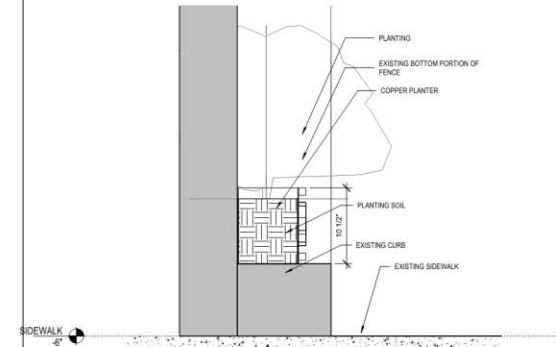 PLANTING
EXISTING BOTTOM PORTION OF
FENCE
COPPER PLANTER
PLANTING SOIL
10 1/2"
EXISTING CURB
EXISTING SIDEWALK
SIDEWALK
-6"